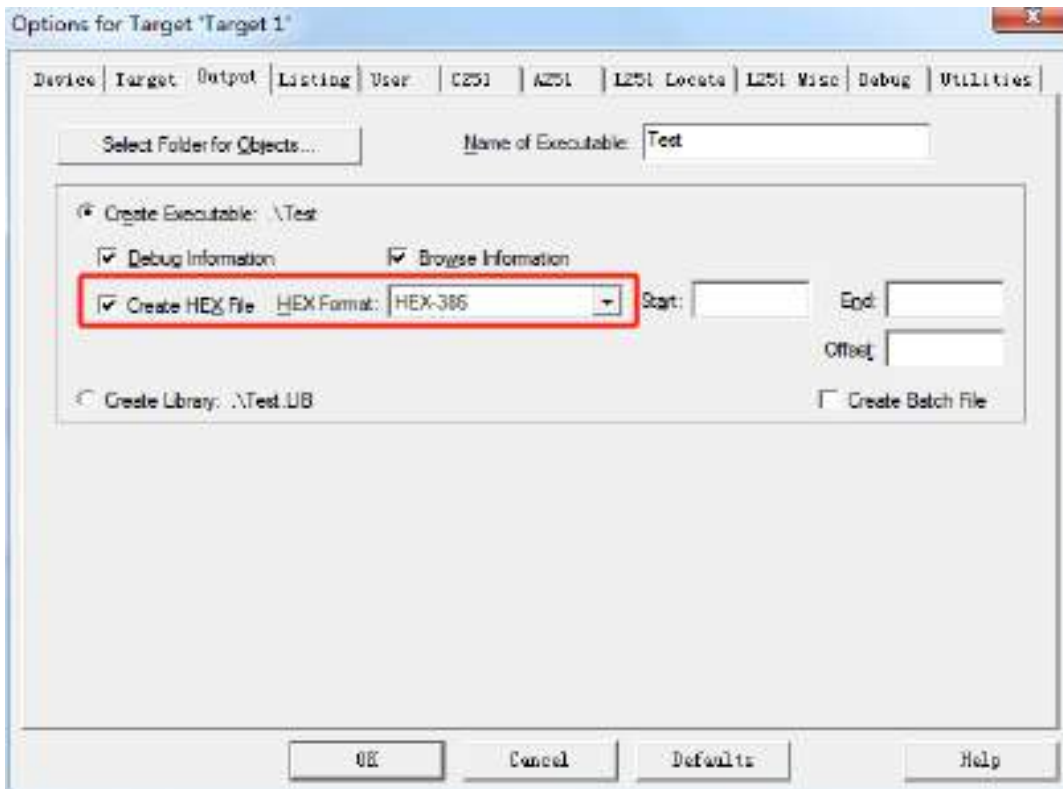 Options for Target 'Target 1'
Device Target Output Listing User C251 A251 L251 Locate L251 Misc Debug Utilities
Select Folder for Objects... Name of Executable: Test
Create Executable: .\Test
Debug Information Browse Information
Create HEX File HEX Format: HEX-386 Start: End:
Offset:
Create Library: .\Test.LIB Create Batch File
OK Cancel Defaults Help